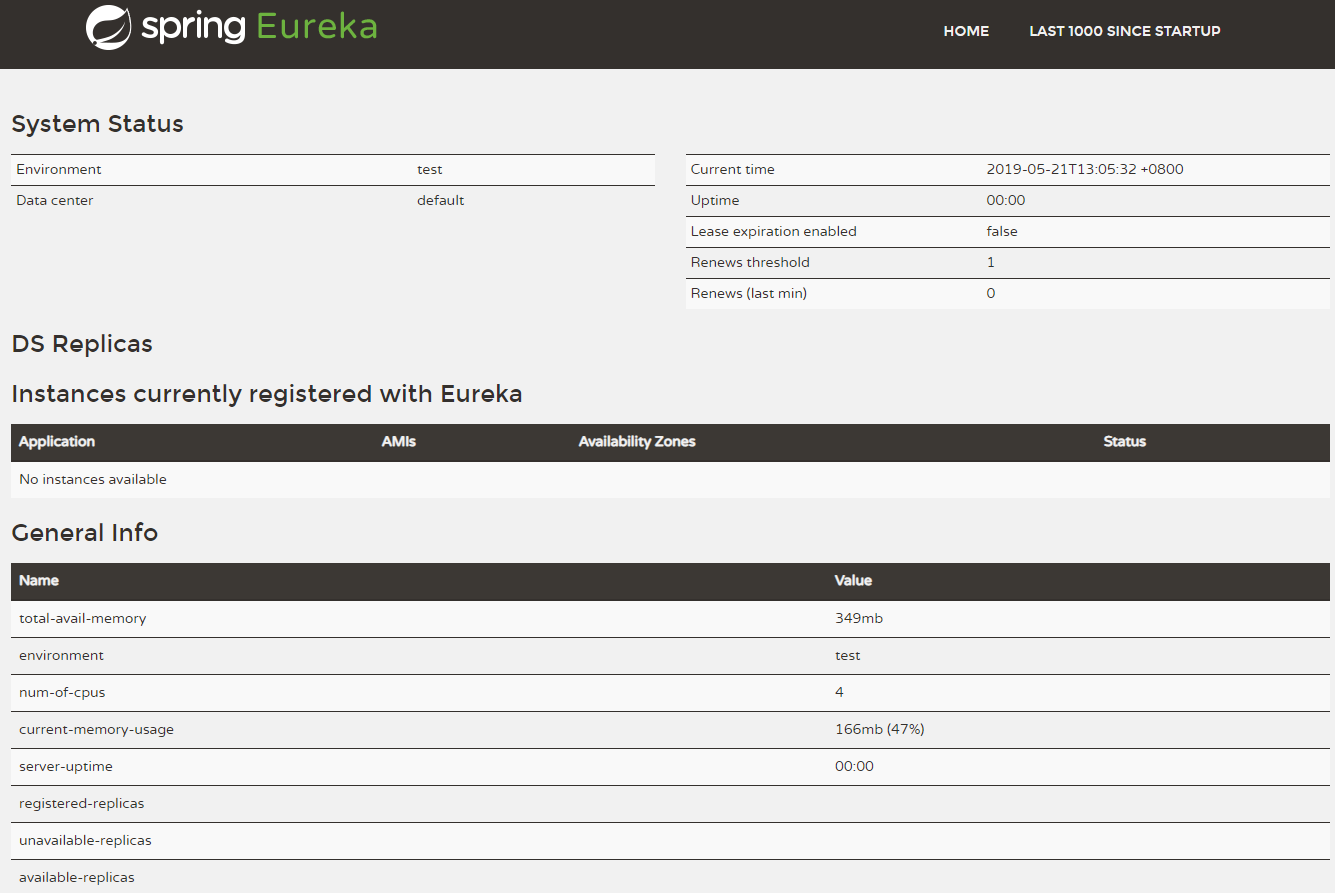 spring Eureka
HOME LAST 1000 SINCE STARTUP
System Status
Environment test
Data center default
Current time 2019-05-21T13:05:32 +0800
Uptime 00:00
Lease expiration enabled false
Renews threshold 1
Renews (last min) 0
DS Replicas
Instances currently registered with Eureka
Application AMIs Availability Zones Status
No instances available
General Info
Name Value
total-avail-memory 349mb
environment test
num-of-cpus 4
current-memory-usage 166mb (47%)
server-uptime 00:00
registered-replicas
unavailable-replicas
available-replicas